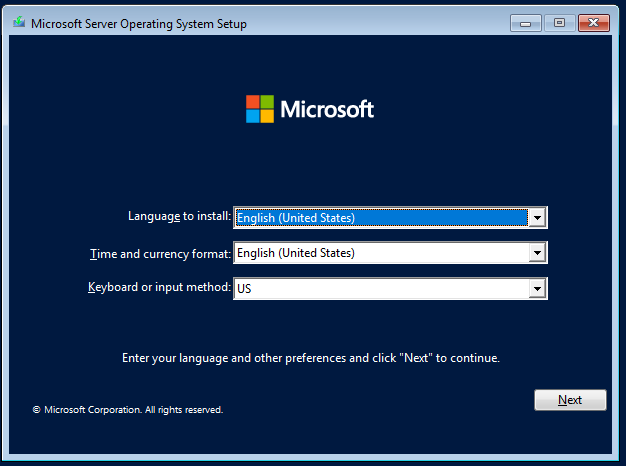 Microsoft Server Operating System Setup
Microsoft
Language to install: English (United States)
Time and currency format: English (United States)
Keyboard or input method: US
Enter your language and other preferences and click "Next" to continue.
Next
© Microsoft Corporation. All rights reserved.